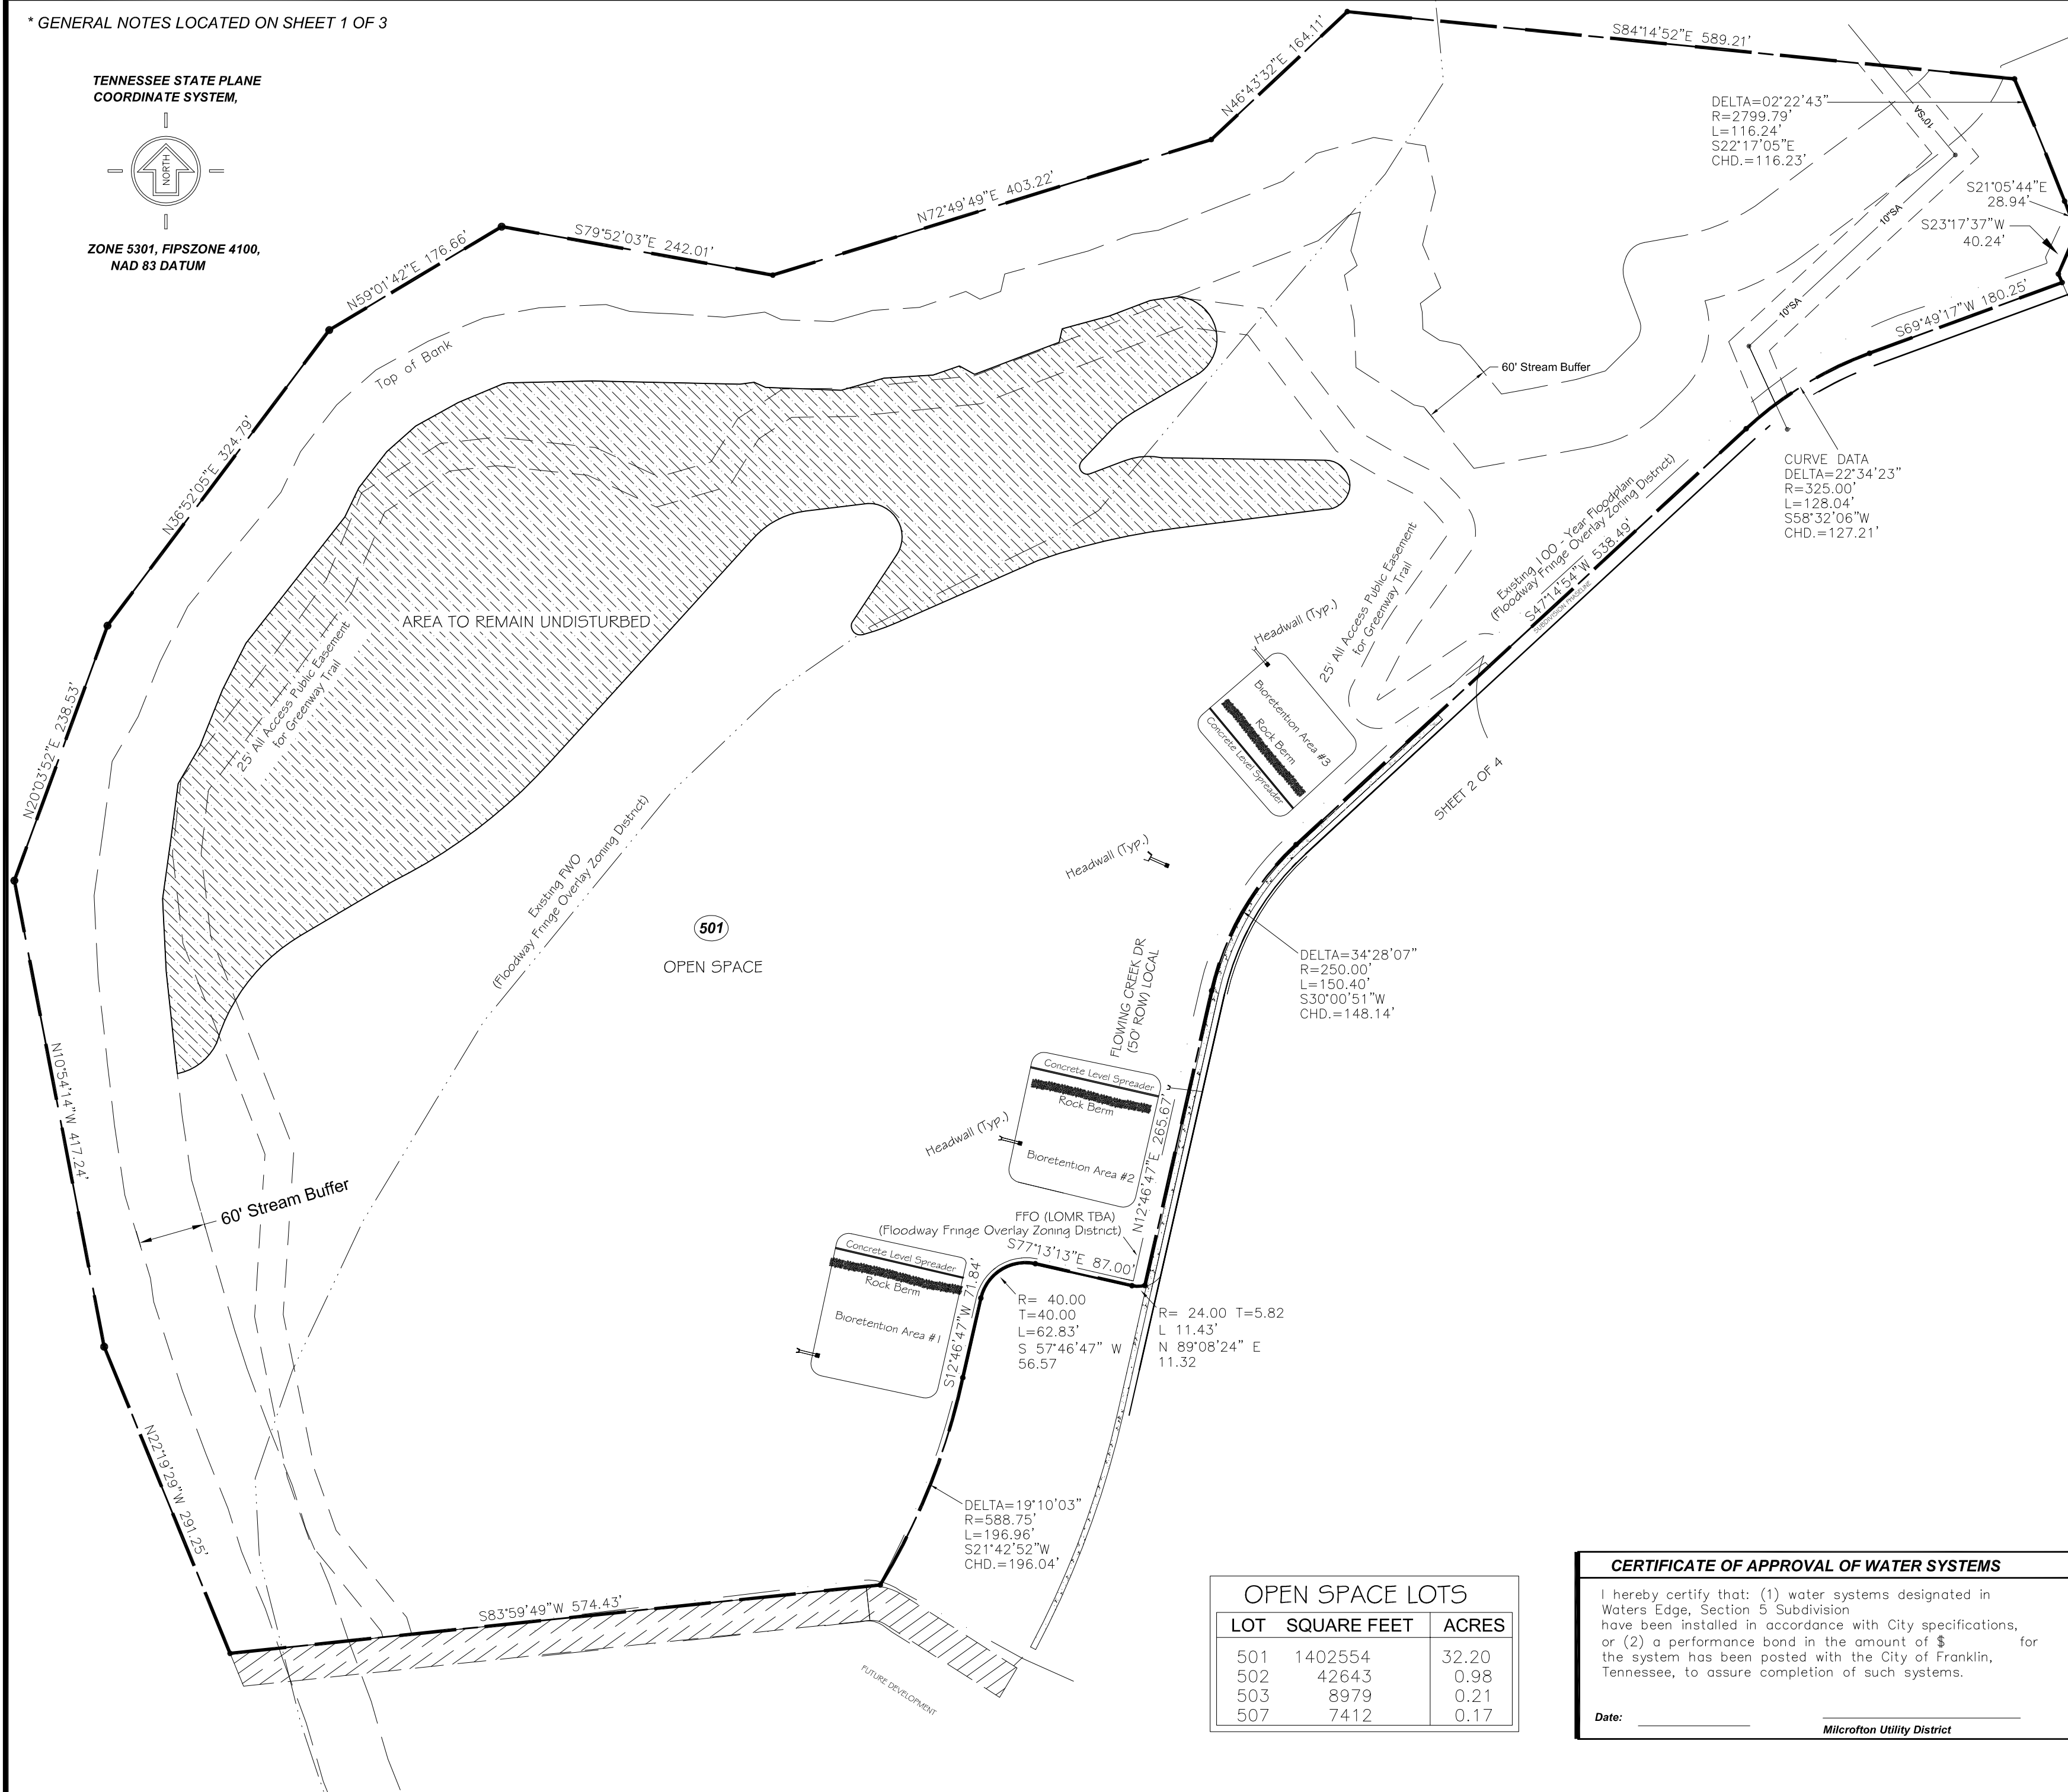 * GENERAL NOTES LOCATED ON SHEET 1 OF 3
TENNESSEE STATE PLANE
COORDINATE SYSTEM,
NORTH
ZONE 5301, FIPSZONE 4100,
NAD 83 DATUM
N46°43'32"E 164.11'
S84°14'52"E 589.21'
DELTA=02°22'43"
R=2799.79'
L=116.24'
S22°17'05"E
CHD.=116.23'
10"SA
10"SA
10"SA
S21°05'44"E
28.94'
S23°17'37"W
40.24'
S69°49'17"W 180.25'
N72°49'49"E 403.22'
S79°52'03"E 242.01'
N59°01'42"E 176.66'
Top of Bank
60' Stream Buffer
N36°52'05"E 324.79'
CURVE DATA
DELTA=22°34'23"
R=325.00'
L=128.04'
S58°32'06"W
CHD.=127.21'
Existing 100 - Year Floodplain
(Floodway Fringe Overlay Zoning District)
S47°14'54"W 538.49'
SUBDIVISION PHASELINE
25' All Access Public Easement
for Greenway Trail
AREA TO REMAIN UNDISTURBED
25' All Access Public Easement
for Greenway Trail
Headwall (Typ.)
Bioretention Area #3
Rock Berm
Concrete Level Spreader
SHEET 2 OF 4
N20°03'52"E 238.53'
Existing FWO
(Floodway Fringe Overlay Zoning District)
Headwall (Typ.)
501
OPEN SPACE
DELTA=34°28'07"
R=250.00'
L=150.40'
S30°00'51"W
CHD.=148.14'
FLOWING CREEK DR
(50' ROW) LOCAL
N10°54'14"W 417.24'
Concrete Level Spreader
Rock Berm
Bioretention Area #2
Headwall (Typ.)
N12°46'47"E 265.67'
60' Stream Buffer
FFO (LOMR TBA)
(Floodway Fringe Overlay Zoning District)
S77°13'13"E 87.00'
Concrete Level Spreader
Rock Berm
Bioretention Area #1
S12°46'47"W 71.84'
R= 40.00
T=40.00
L=62.83'
S 57°46'47" W
56.57
R= 24.00 T=5.82
L 11.43'
N 89°08'24" E
11.32
N22°19'29"W 291.25'
DELTA=19°10'03"
R=588.75'
L=196.96'
S21°42'52"W
CHD.=196.04'
S83°59'49"W 574.43'
FUTURE DEVELOPMENT
OPEN SPACE LOTS
LOT SQUARE FEET ACRES
501 1402554 32.20
502 42643 0.98
503 8979 0.21
507 7412 0.17
CERTIFICATE OF APPROVAL OF WATER SYSTEMS
I hereby certify that: (1) water systems designated in
Waters Edge, Section 5 Subdivision
have been installed in accordance with City specifications,
or (2) a performance bond in the amount of $ for
the system has been posted with the City of Franklin,
Tennessee, to assure completion of such systems.
Date:
Milcrofton Utility District